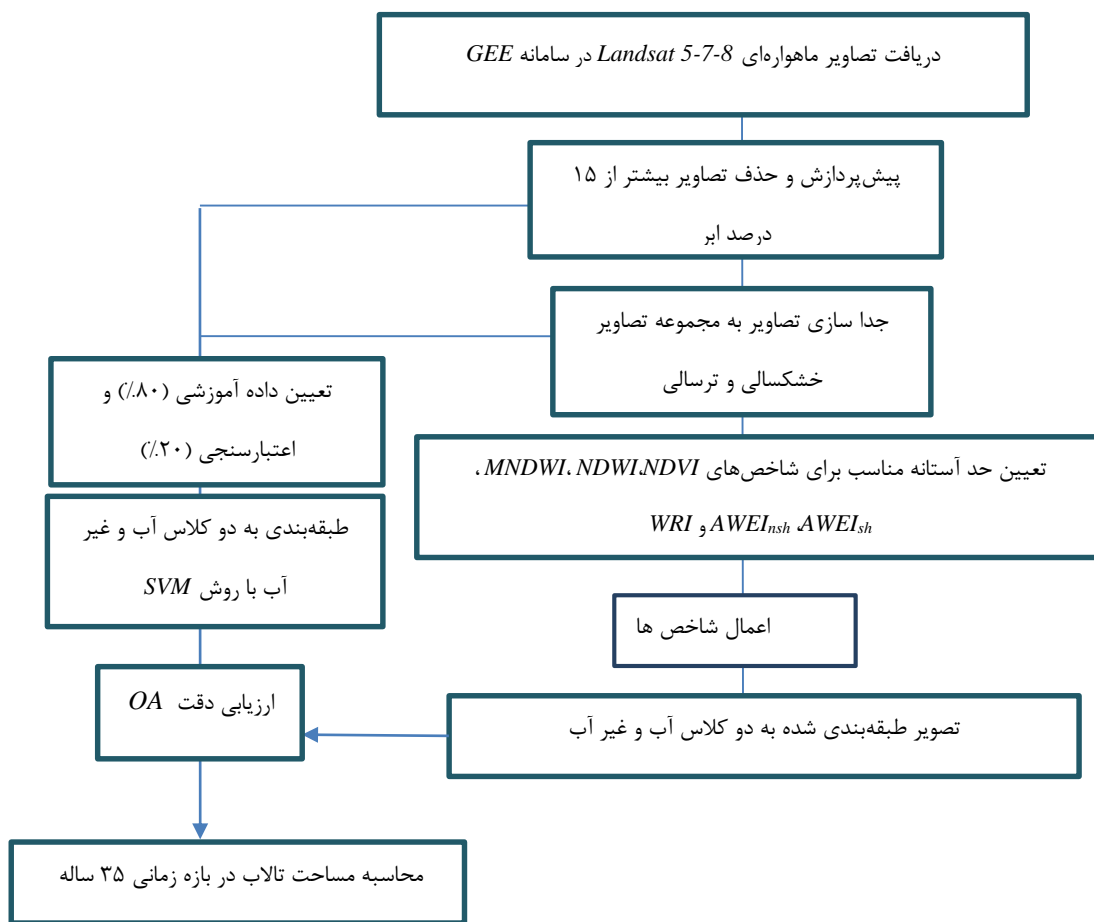 دریافت تصاویر ماهواره‌ای Landsat 5-7-8 در سامانه GEE
پیش‌پردازش و حذف تصاویر بیشتر از ۱۵
درصد ابر
جدا سازی تصاویر به مجموعه تصاویر
خشکسالی و ترسالی
تعیین داده آموزشی (۸۰٪) و
اعتبارسنجی (۲۰٪)
تعیین حد آستانه مناسب برای شاخص‌های MNDWI، NDWI،NDVI،
AWEInsh ،AWEIsh و WRI
طبقه‌بندی به دو کلاس آب و غیر
آب با روش SVM
اعمال شاخص ها
ارزیابی دقت OA
تصویر طبقه‌بندی شده به دو کلاس آب و غیر آب
محاسبه مساحت تالاب در بازه زمانی ۳۵ ساله